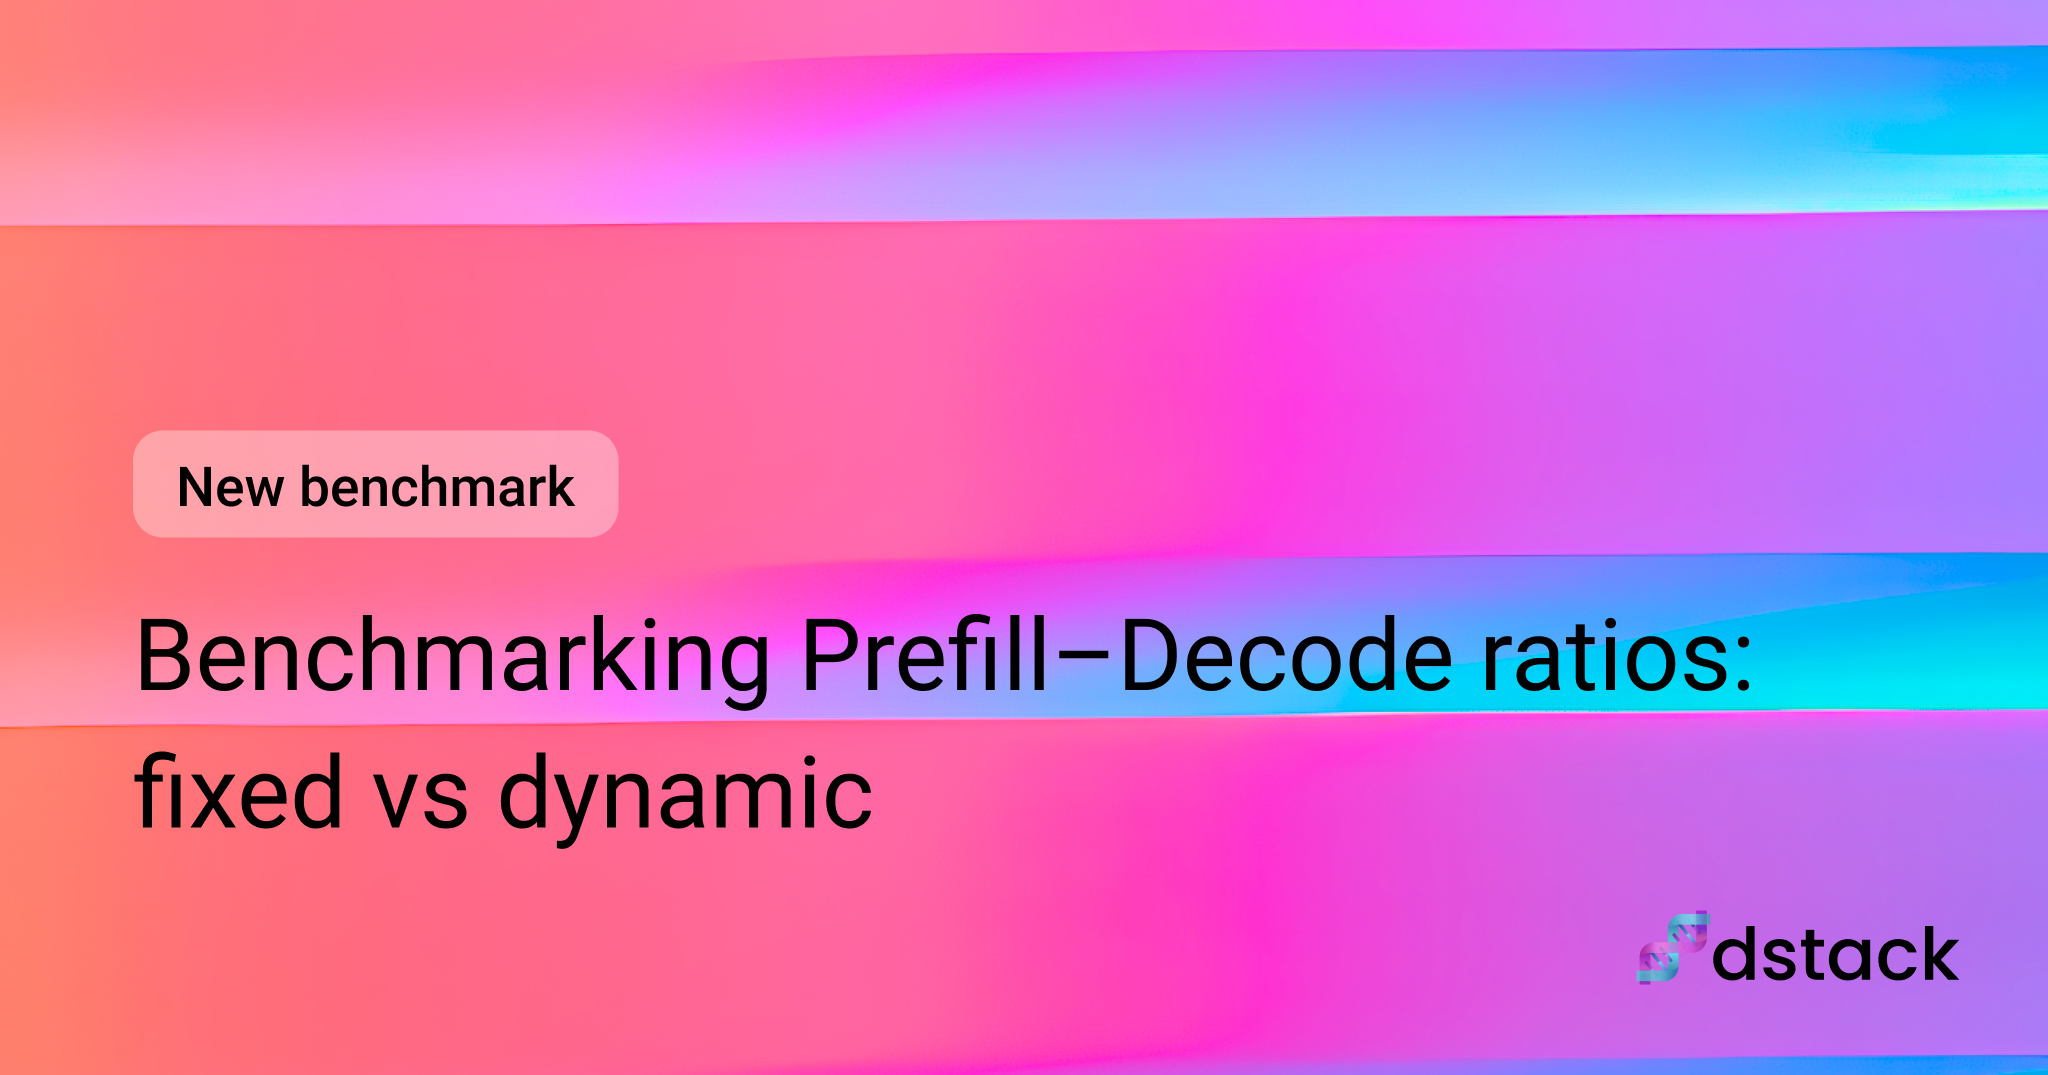 New benchmark
Benchmarking Prefill–Decode ratios:
fixed vs dynamic
dstack